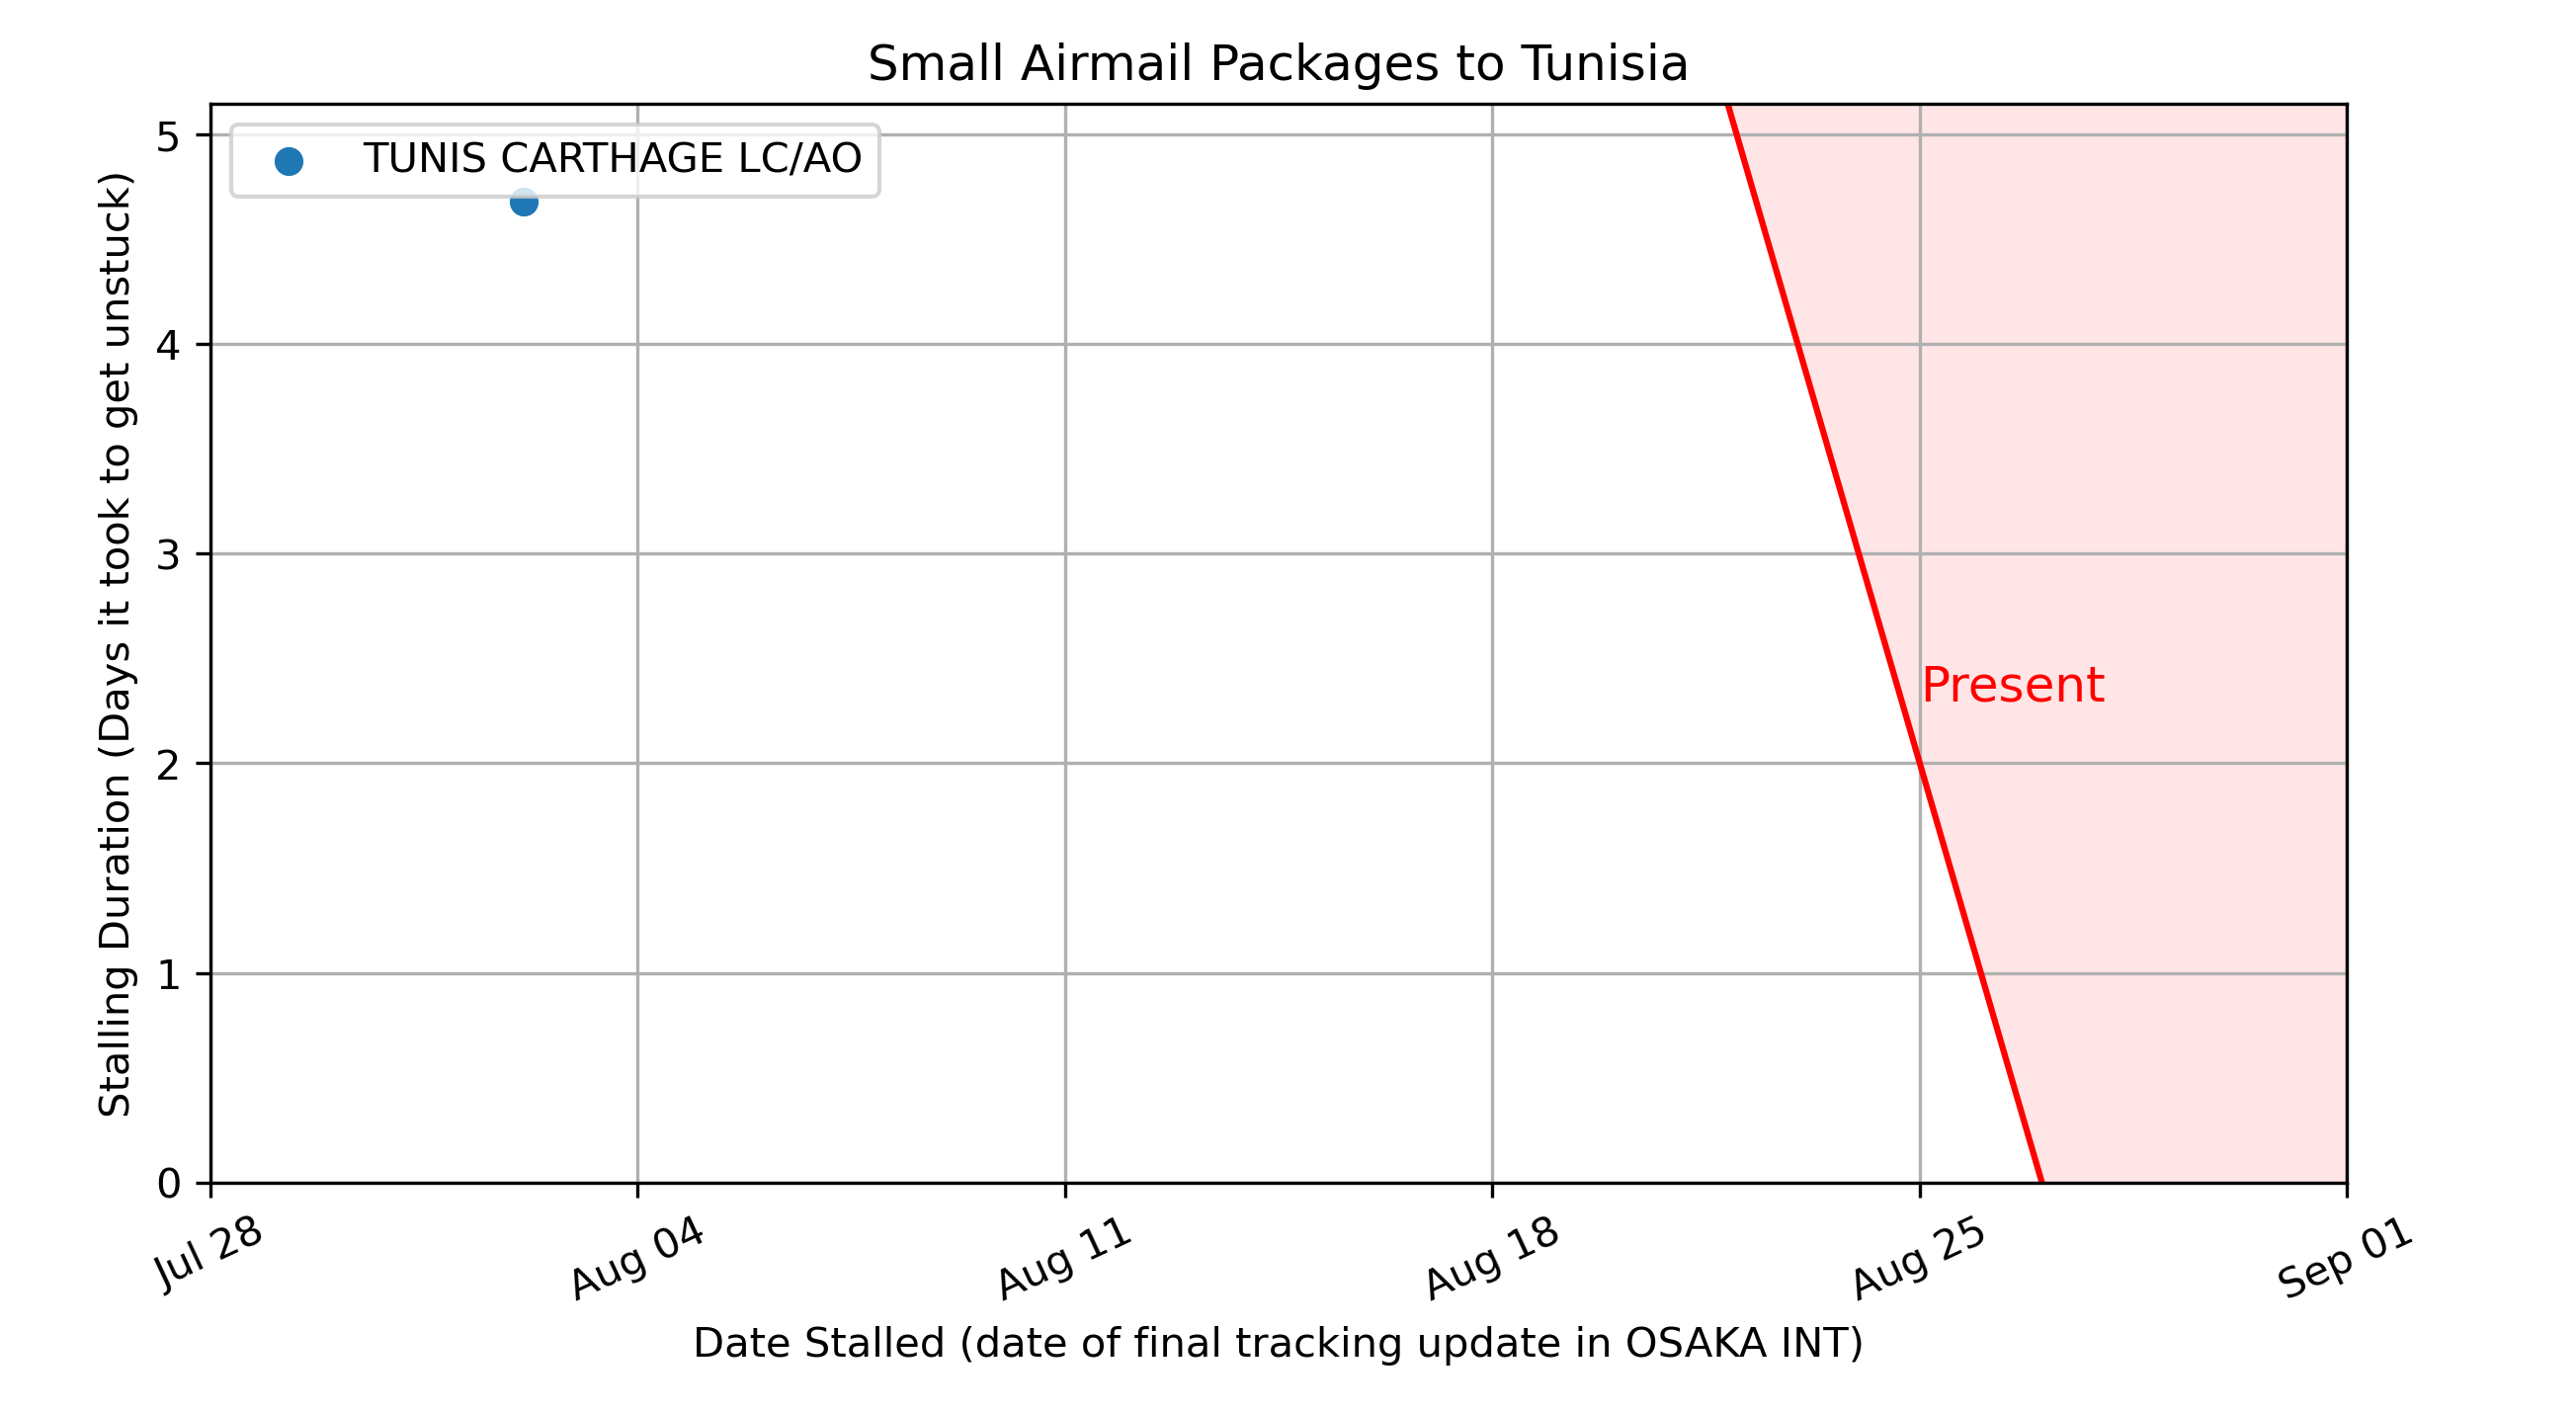 Small Airmail Packages to Tunisia
TUNIS CARTHAGE LC/AO
Stalling Duration (Days it took to get unstuck)
5
4
3
2
1
0
Present
Jul 28
Aug 04
Aug 11
Aug 18
Aug 25
Sep 01
Date Stalled (date of final tracking update in OSAKA INT)